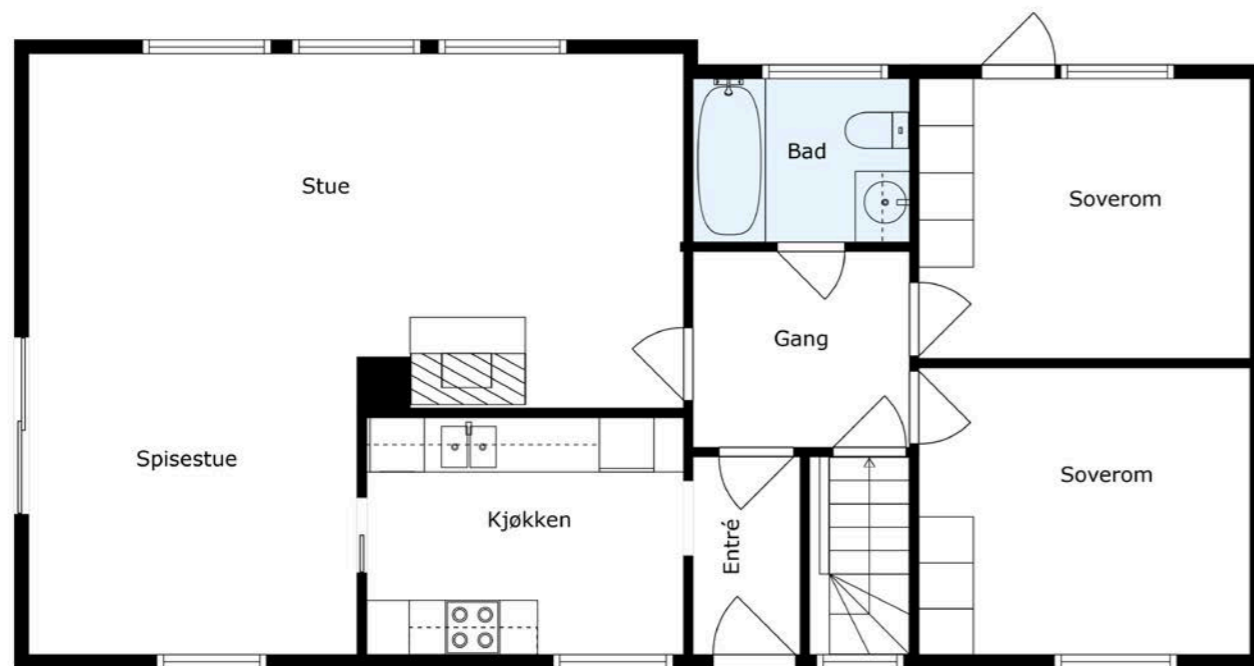 Bad
Stue
Soverom
Gang
Spisestue
Soverom
Kjøkken
Entré